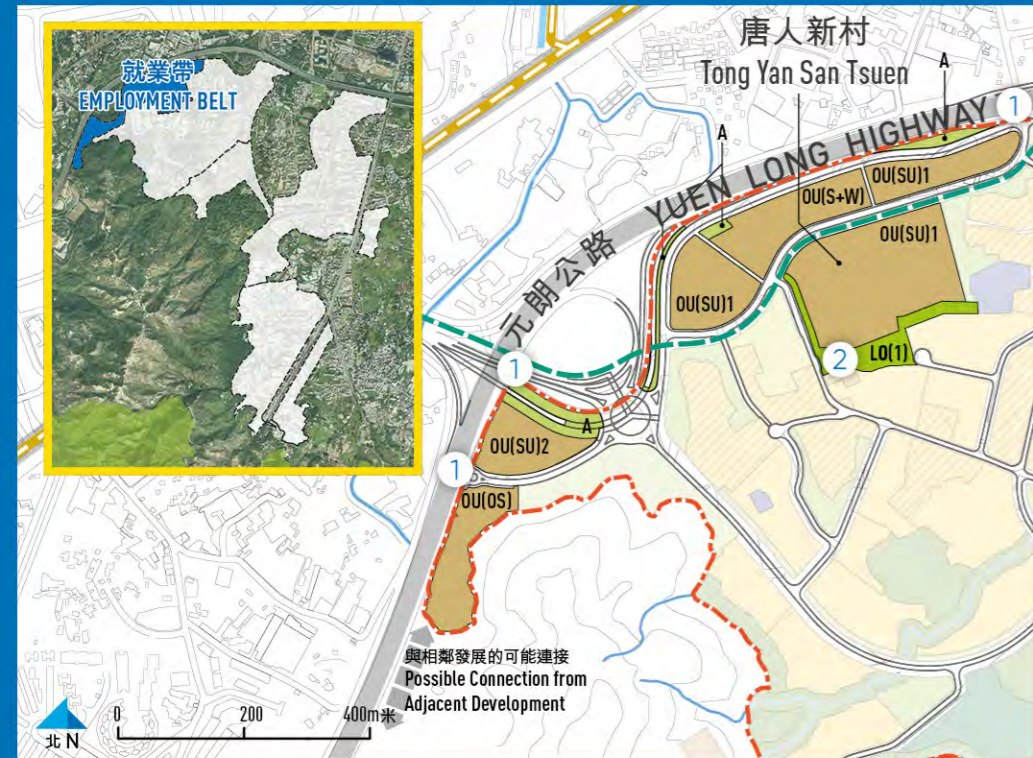 就業帶
EMPLOYMENT BELT
唐人新村
Tong Yan San Tsuen
A
A
1
元朗公路 YUEN LONG HIGHWAY
OU(SU)1
OU(S+W)
OU(SU)1
OU(SU)1
2
LO(1)
1
A
OU(SU)2
1
OU(OS)
與相鄰發展的可能連接
Possible Connection from
Adjacent Development
北 N
0 200 400m米